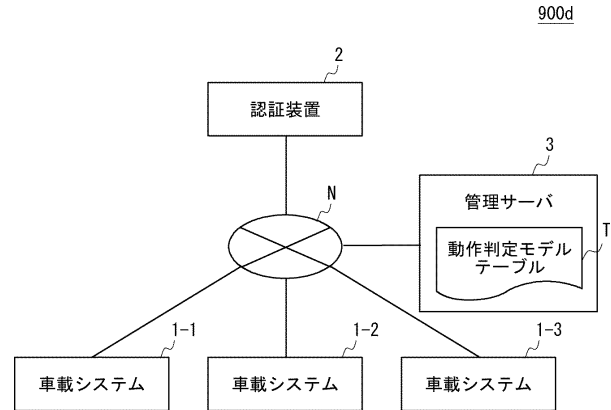 900d
2
認証装置
3
管理サーバ
N
T
動作判定モデル
テーブル
1-1
1-2
1-3
車載システム
車載システム
車載システム